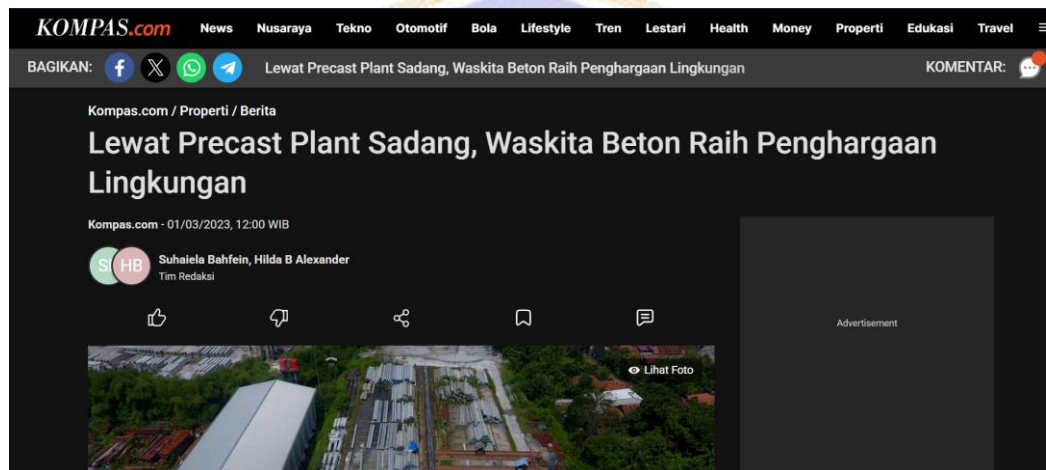 KOMPAS.com News Nusaraya Tekno Otomotif Bola Lifestyle Tren Lestari Health Money Properti Edukasi Travel
BAGIKAN: Lewat Precast Plant Sadang, Waskita Beton Raih Penghargaan Lingkungan KOMENTAR:
Kompas.com / Properti / Berita
Lewat Precast Plant Sadang, Waskita Beton Raih Penghargaan
Lingkungan
Kompas.com - 01/03/2023, 12:00 WIB
HB Suhaiela Bahfein, Hilda B Alexander
Tim Redaksi
Advertisement
Lihat Foto